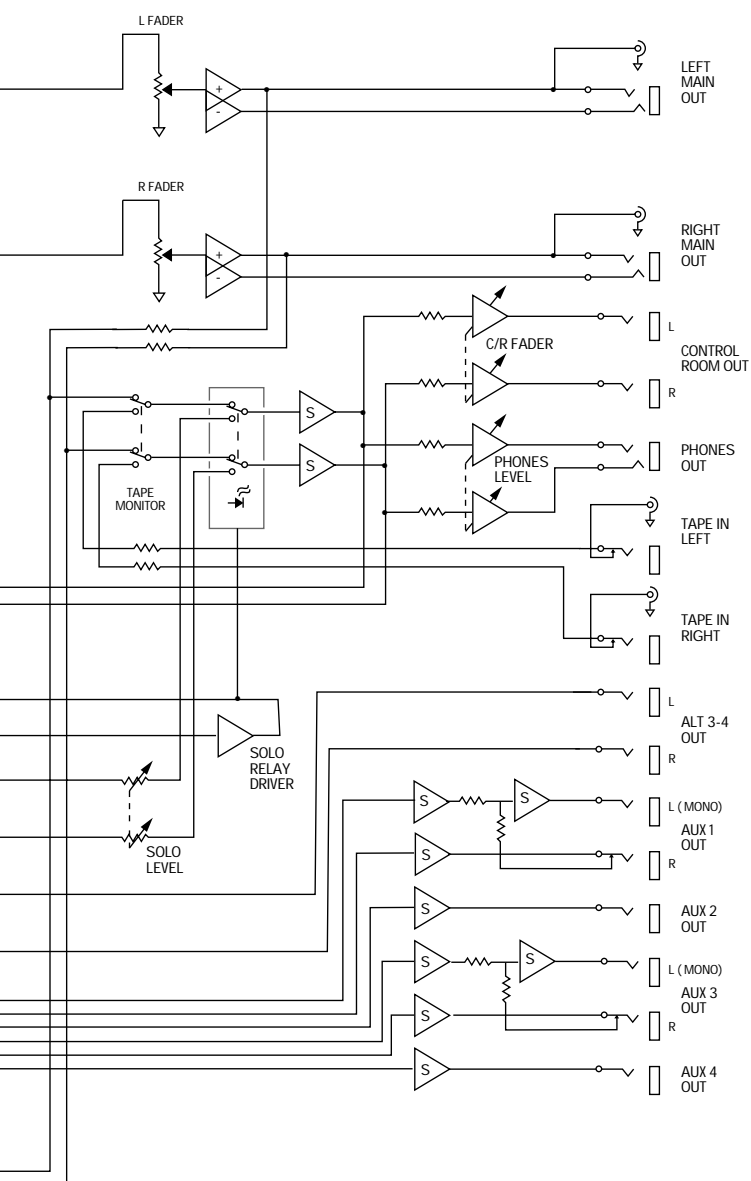 L FADER
+
-
LEFT
MAIN
OUT
R FADER
+
-
RIGHT
MAIN
OUT
L
C/R FADER
CONTROL
ROOM OUT
R
S
S
PHONES
LEVEL
PHONES
OUT
TAPE
MONITOR
TAPE IN
LEFT
TAPE IN
RIGHT
L
ALT 3-4
OUT
R
SOLO
RELAY
DRIVER
SOLO
LEVEL
S
S
L ( MONO)
AUX 1
OUT
S
R
S
AUX 2
OUT
S
S
L ( MONO)
AUX 3
OUT
S
R
S
AUX 4
OUT